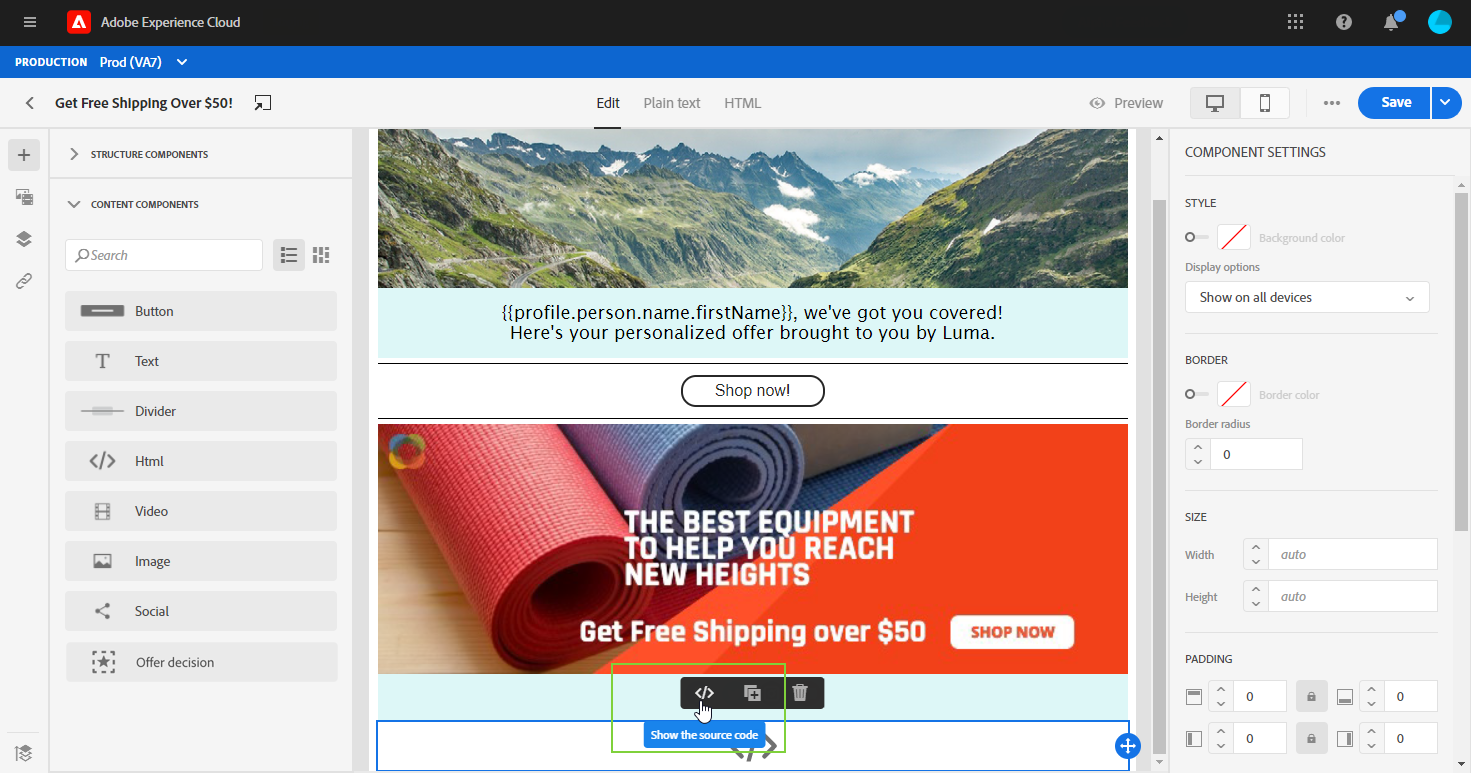 Adobe Experience Cloud
PRODUCTION Prod (VA7)
Get Free Shipping Over $50!
Edit Plain text HTML
Preview
Save
STRUCTURE COMPONENTS
CONTENT COMPONENTS
Search
Button
Text
Divider
Html
Video
Image
Social
Offer decision
{{profile.person.name.firstName}}, we've got you covered!
Here's your personalized offer brought to you by Luma.
Shop now!
THE BEST EQUIPMENT
TO HELP YOU REACH
NEW HEIGHTS
Get Free Shipping over $50 SHOP NOW
Show the source code
COMPONENT SETTINGS
STYLE
Background color
Display options
Show on all devices
BORDER
Border color
Border radius
0
SIZE
Width auto
Height auto
PADDING
0 0
0 0